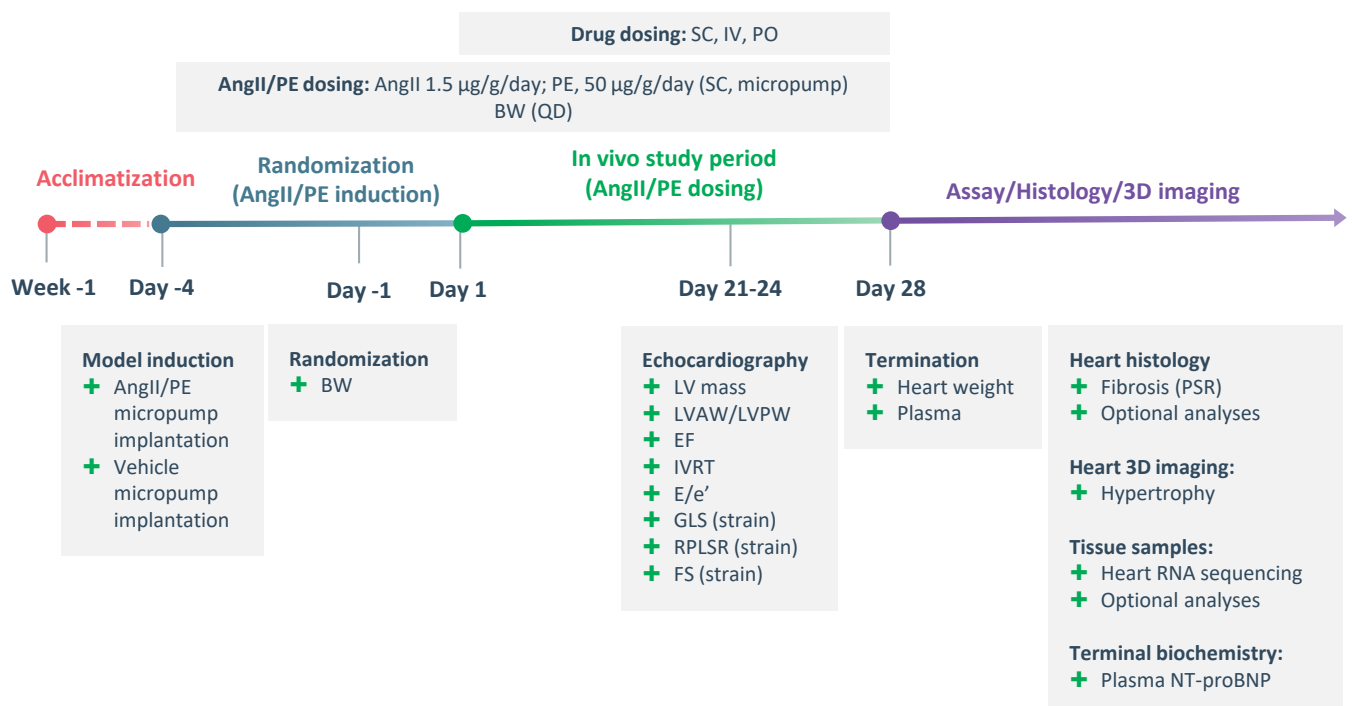 Drug dosing: SC, IV, PO
AngII/PE dosing: AngII 1.5 µg/g/day; PE, 50 µg/g/day (SC, micropump)
BW (QD)
Acclimatization
Randomization
(AngII/PE induction)
In vivo study period
(AngII/PE dosing)
Assay/Histology/3D imaging
Week -1
Day -4
Day -1
Day 1
Day 21-24
Day 28
Model induction
+ AngII/PE
micropump
implantation
+ Vehicle
micropump
implantation
Randomization
+ BW
Echocardiography
+ LV mass
+ LVAW/LVPW
+ EF
+ IVRT
+ E/e’
+ GLS (strain)
+ RPLSR (strain)
+ FS (strain)
Termination
+ Heart weight
+ Plasma
Heart histology
+ Fibrosis (PSR)
+ Optional analyses
Heart 3D imaging:
+ Hypertrophy
Tissue samples:
+ Heart RNA sequencing
+ Optional analyses
Terminal biochemistry:
+ Plasma NT-proBNP